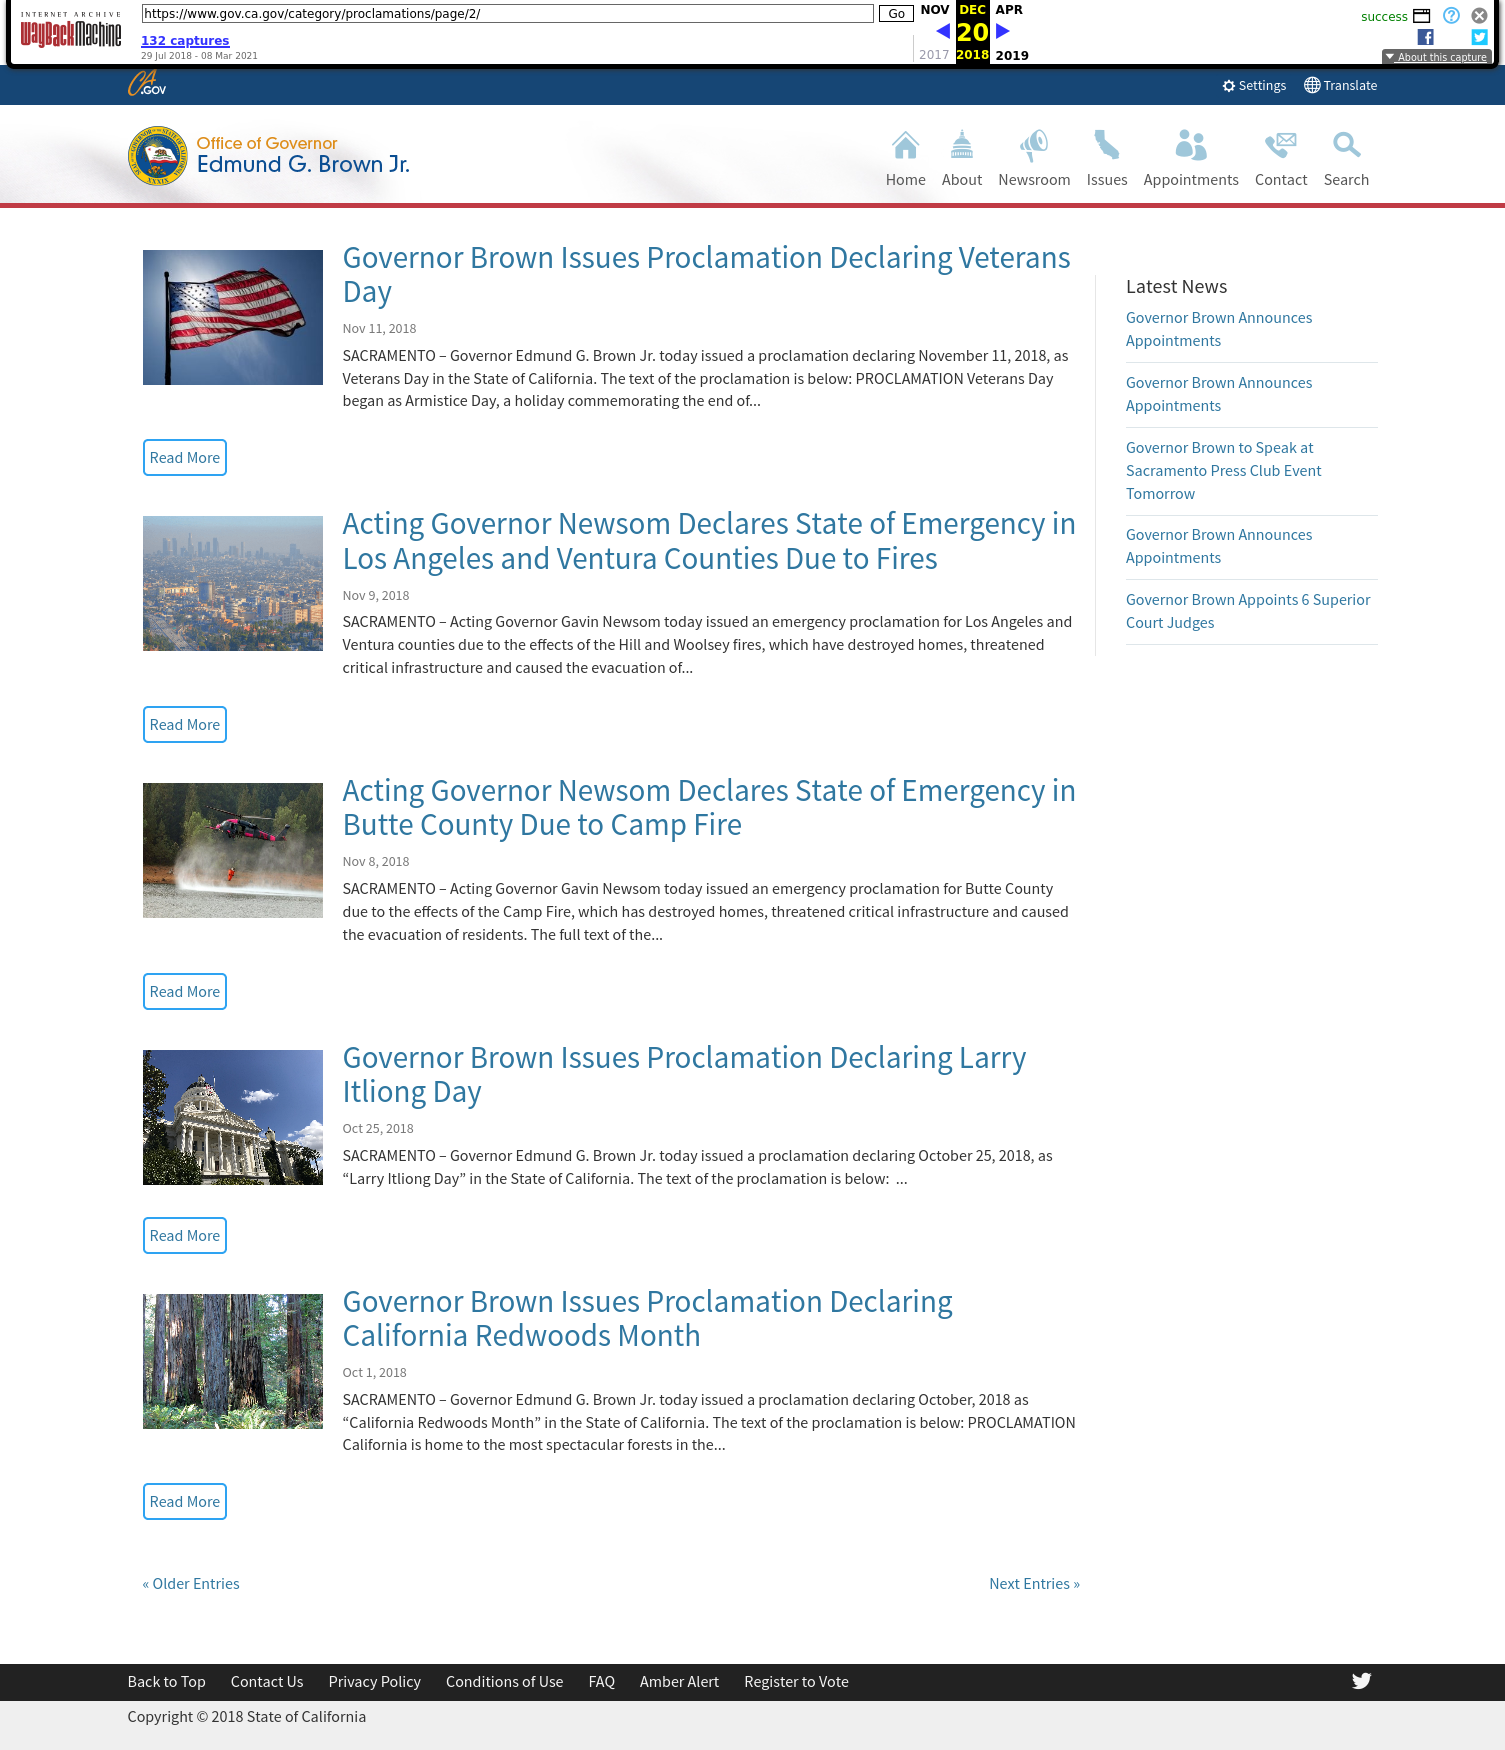 INTERNET ARCHIVE
WayBackMachine
https://www.gov.ca.gov/category/proclamations/page/2/
Go
NOV DEC APR
20
2017 2018 2019
132 captures
29 Jul 2018 - 08 Mar 2021
success
About this capture
CA.GOV
Settings
Translate
Office of Governor
Edmund G. Brown Jr.
Home About Newsroom Issues Appointments Contact Search
Governor Brown Issues Proclamation Declaring Veterans
Day
Nov 11, 2018
SACRAMENTO – Governor Edmund G. Brown Jr. today issued a proclamation declaring November 11, 2018, as
Veterans Day in the State of California. The text of the proclamation is below: PROCLAMATION Veterans Day
began as Armistice Day, a holiday commemorating the end of...
Read More
Acting Governor Newsom Declares State of Emergency in
Los Angeles and Ventura Counties Due to Fires
Nov 9, 2018
SACRAMENTO – Acting Governor Gavin Newsom today issued an emergency proclamation for Los Angeles and
Ventura counties due to the effects of the Hill and Woolsey fires, which have destroyed homes, threatened
critical infrastructure and caused the evacuation of...
Read More
Acting Governor Newsom Declares State of Emergency in
Butte County Due to Camp Fire
Nov 8, 2018
SACRAMENTO – Acting Governor Gavin Newsom today issued an emergency proclamation for Butte County
due to the effects of the Camp Fire, which has destroyed homes, threatened critical infrastructure and caused
the evacuation of residents. The full text of the...
Read More
Governor Brown Issues Proclamation Declaring Larry
Itliong Day
Oct 25, 2018
SACRAMENTO – Governor Edmund G. Brown Jr. today issued a proclamation declaring October 25, 2018, as
“Larry Itliong Day” in the State of California. The text of the proclamation is below:  ...
Read More
Governor Brown Issues Proclamation Declaring
California Redwoods Month
Oct 1, 2018
SACRAMENTO – Governor Edmund G. Brown Jr. today issued a proclamation declaring October, 2018 as
“California Redwoods Month” in the State of California. The text of the proclamation is below: PROCLAMATION
California is home to the most spectacular forests in the...
Read More
« Older Entries
Next Entries »
Latest News
Governor Brown Announces
Appointments
Governor Brown Announces
Appointments
Governor Brown to Speak at
Sacramento Press Club Event
Tomorrow
Governor Brown Announces
Appointments
Governor Brown Appoints 6 Superior
Court Judges
Back to Top Contact Us Privacy Policy Conditions of Use FAQ Amber Alert Register to Vote
Copyright © 2018 State of California